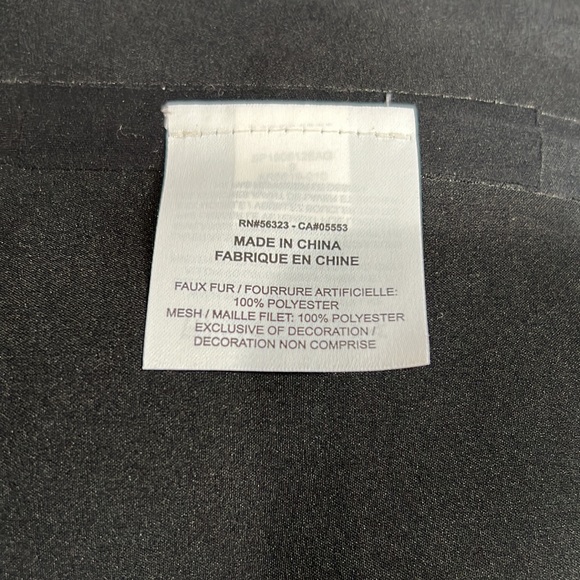 RN#56323 - CA#05553
MADE IN CHINA
FABRIQUE EN CHINE
FAUX FUR / FOURRURE ARTIFICIELLE:
100% POLYESTER
MESH / MAILLE FILET: 100% POLYESTER
EXCLUSIVE OF DECORATION /
DECORATION NON COMPRISE